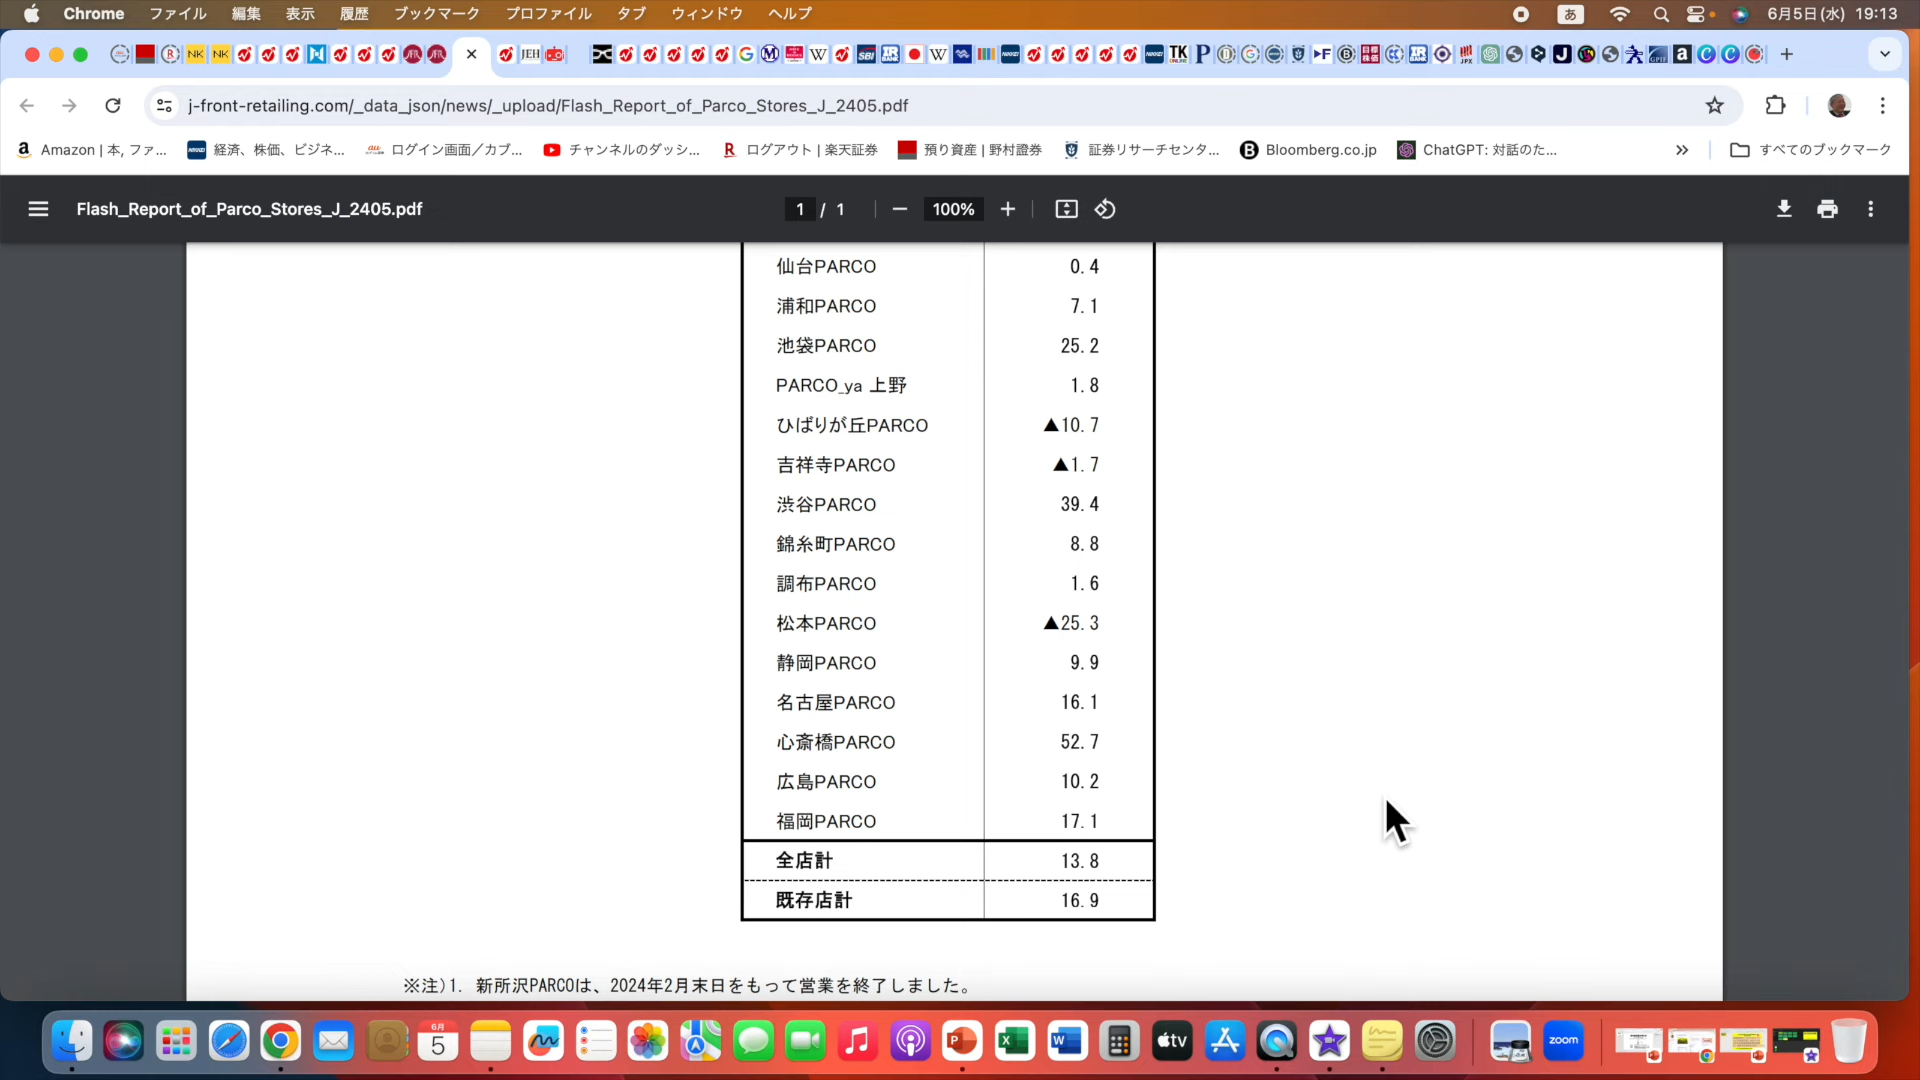 Chrome ファイル 編集 表示 履歴 ブックマーク プロファイル タブ ウィンドウ ヘルプ あ 6月5日(水) 19:13
j-front-retailing.com/_data_json/news/_upload/Flash_Report_of_Parco_Stores_J_2405.pdf
Amazon | 本, ファ... 経済、株価、ビジネ... ログイン画面／カブ... チャンネルのダッシ... ログアウト | 楽天証券 預り資産 | 野村證券 証券リサーチセンタ... Bloomberg.co.jp ChatGPT: 対話のた... すべてのブックマーク
Flash_Report_of_Parco_Stores_J_2405.pdf 1 / 1 100%
仙台PARCO 0.4
浦和PARCO 7.1
池袋PARCO 25.2
PARCO_ya 上野 1.8
ひばりが丘PARCO ▲10.7
吉祥寺PARCO ▲1.7
渋谷PARCO 39.4
錦糸町PARCO 8.8
調布PARCO 1.6
松本PARCO ▲25.3
静岡PARCO 9.9
名古屋PARCO 16.1
心斎橋PARCO 52.7
広島PARCO 10.2
福岡PARCO 17.1
全店計 13.8
既存店計 16.9
※注)1. 新所沢PARCOは、2024年2月末日をもって営業を終了しました。
6月
5
tv
zoom